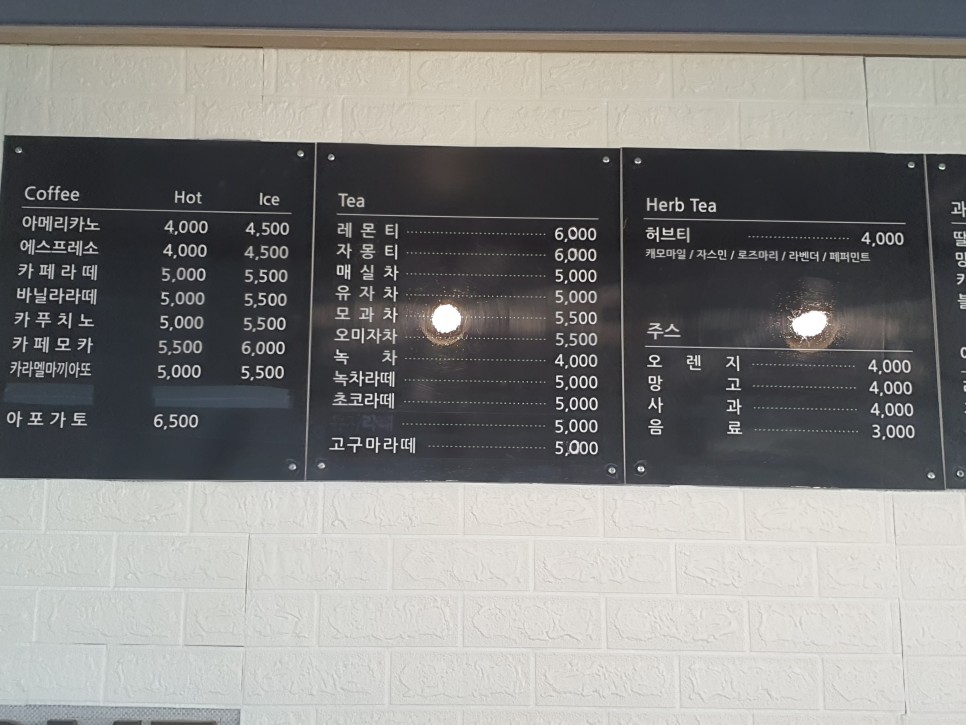 Coffee Hot Ice
아메리카노 4,000 4,500
에스프레소 4,000 4,500
카페라떼 5,000 5,500
바닐라라떼 5,000 5,500
카푸치노 5,000 5,500
카페모카 5,500 6,000
카라멜마끼아또 5,000 5,500
아포가토 6,500
Tea
레몬티 6,000
자몽티 6,000
매실차 5,000
유자차 5,000
모과차 5,500
오미자차 5,500
녹차 4,000
녹차라떼 5,000
초코라떼 5,000
5,000
고구마라떼 5,000
Herb Tea
허브티 4,000
캐모마일 / 자스민 / 로즈마리 / 라벤더 / 페퍼민트
주스
오렌지 4,000
망고 4,000
사과 4,000
음료 3,000